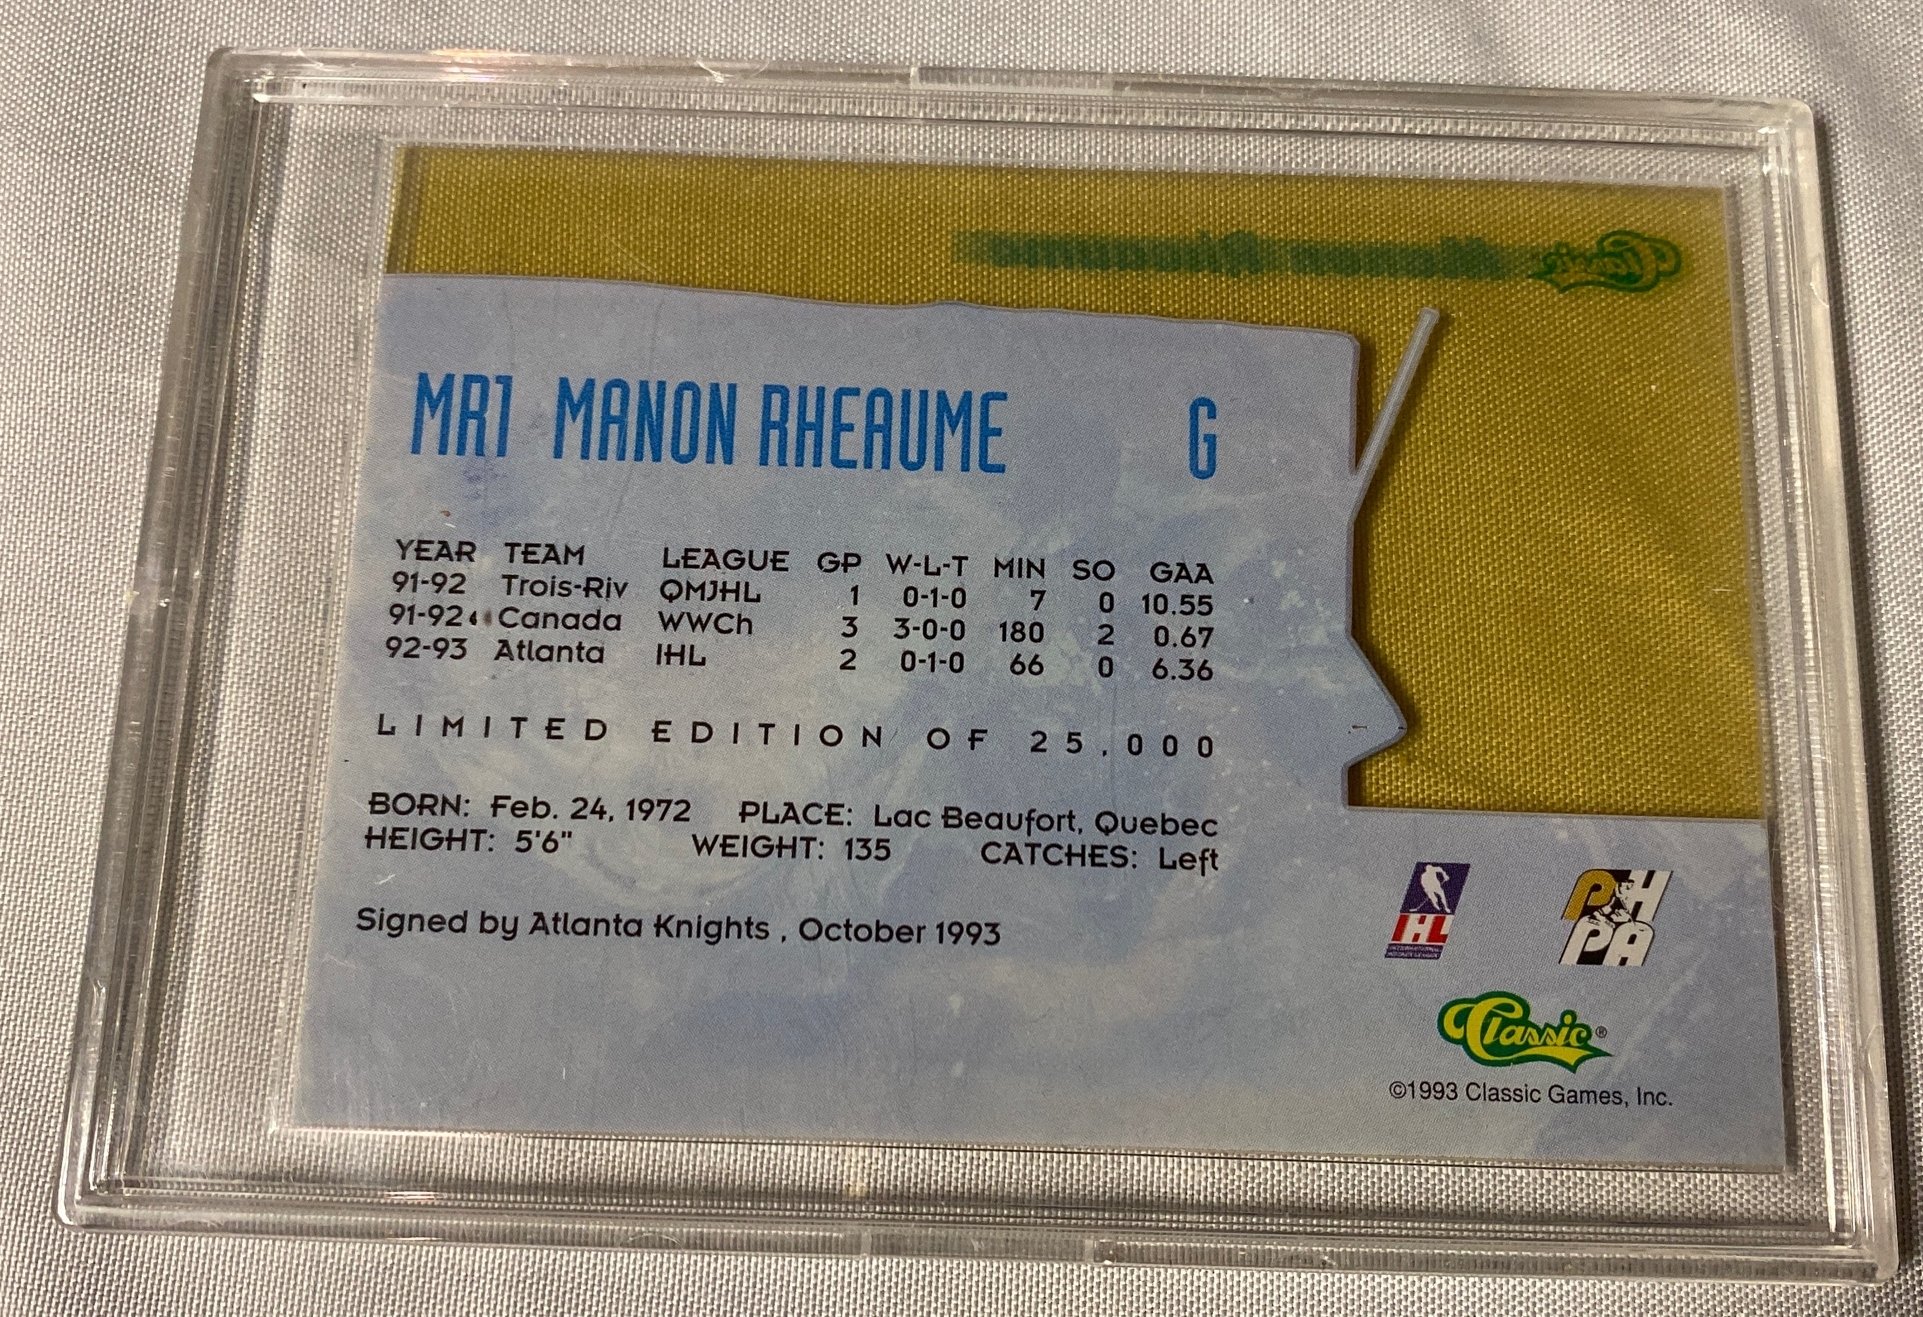 Classic
MR1 MANON RHEAUME G
YEAR TEAM LEAGUE GP W-L-T MIN SO GAA
91-92 Trois-Riv QMJHL 1 0-1-0 7 0 10.55
91-92 Canada WWCh 3 3-0-0 180 2 0.67
92-93 Atlanta IHL 2 0-1-0 66 0 6.36
LIMITED EDITION OF 25,000
BORN: Feb. 24, 1972 PLACE: Lac Beaufort, Quebec
HEIGHT: 5'6" WEIGHT: 135 CATCHES: Left
Signed by Atlanta Knights , October 1993
IHL
PHPA
Classic®
©1993 Classic Games, Inc.